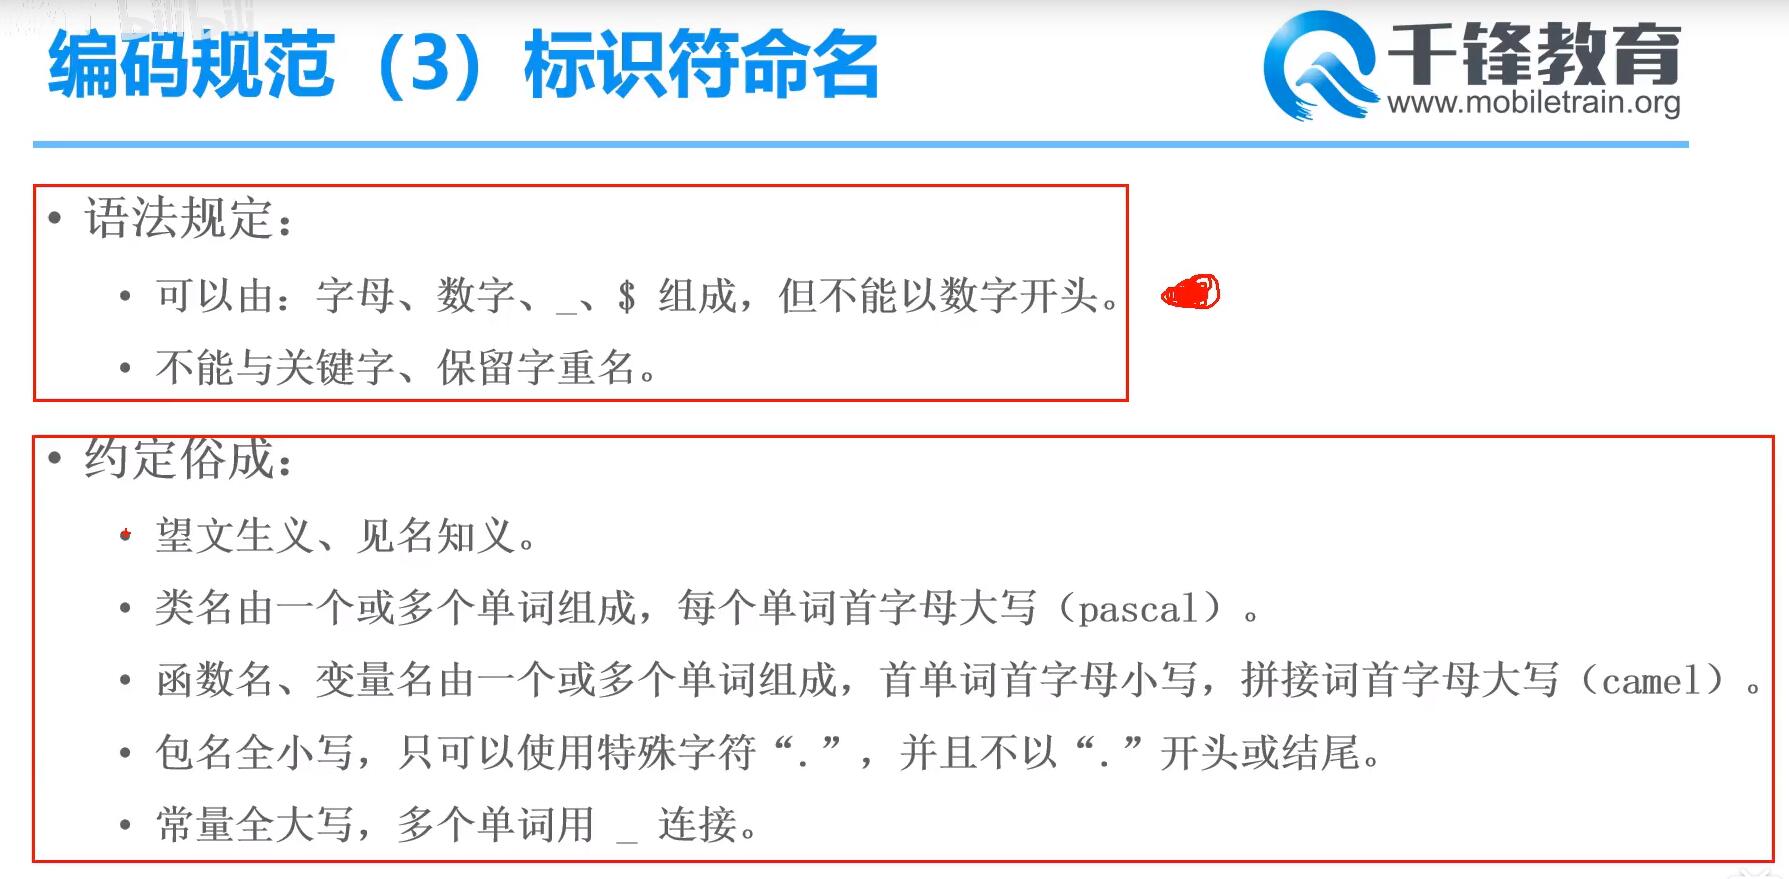 bilibili
编码规范（3）标识符命名
千锋教育
www.mobiletrain.org
• 语法规定：
• 可以由：字母、数字、_、$ 组成，但不能以数字开头。
• 不能与关键字、保留字重名。
• 约定俗成：
• 望文生义、见名知义。
• 类名由一个或多个单词组成，每个单词首字母大写（pascal）。
• 函数名、变量名由一个或多个单词组成，首单词首字母小写，拼接词首字母大写（camel）。
• 包名全小写，只可以使用特殊字符“.”，并且不以“.”开头或结尾。
• 常量全大写，多个单词用 _ 连接。